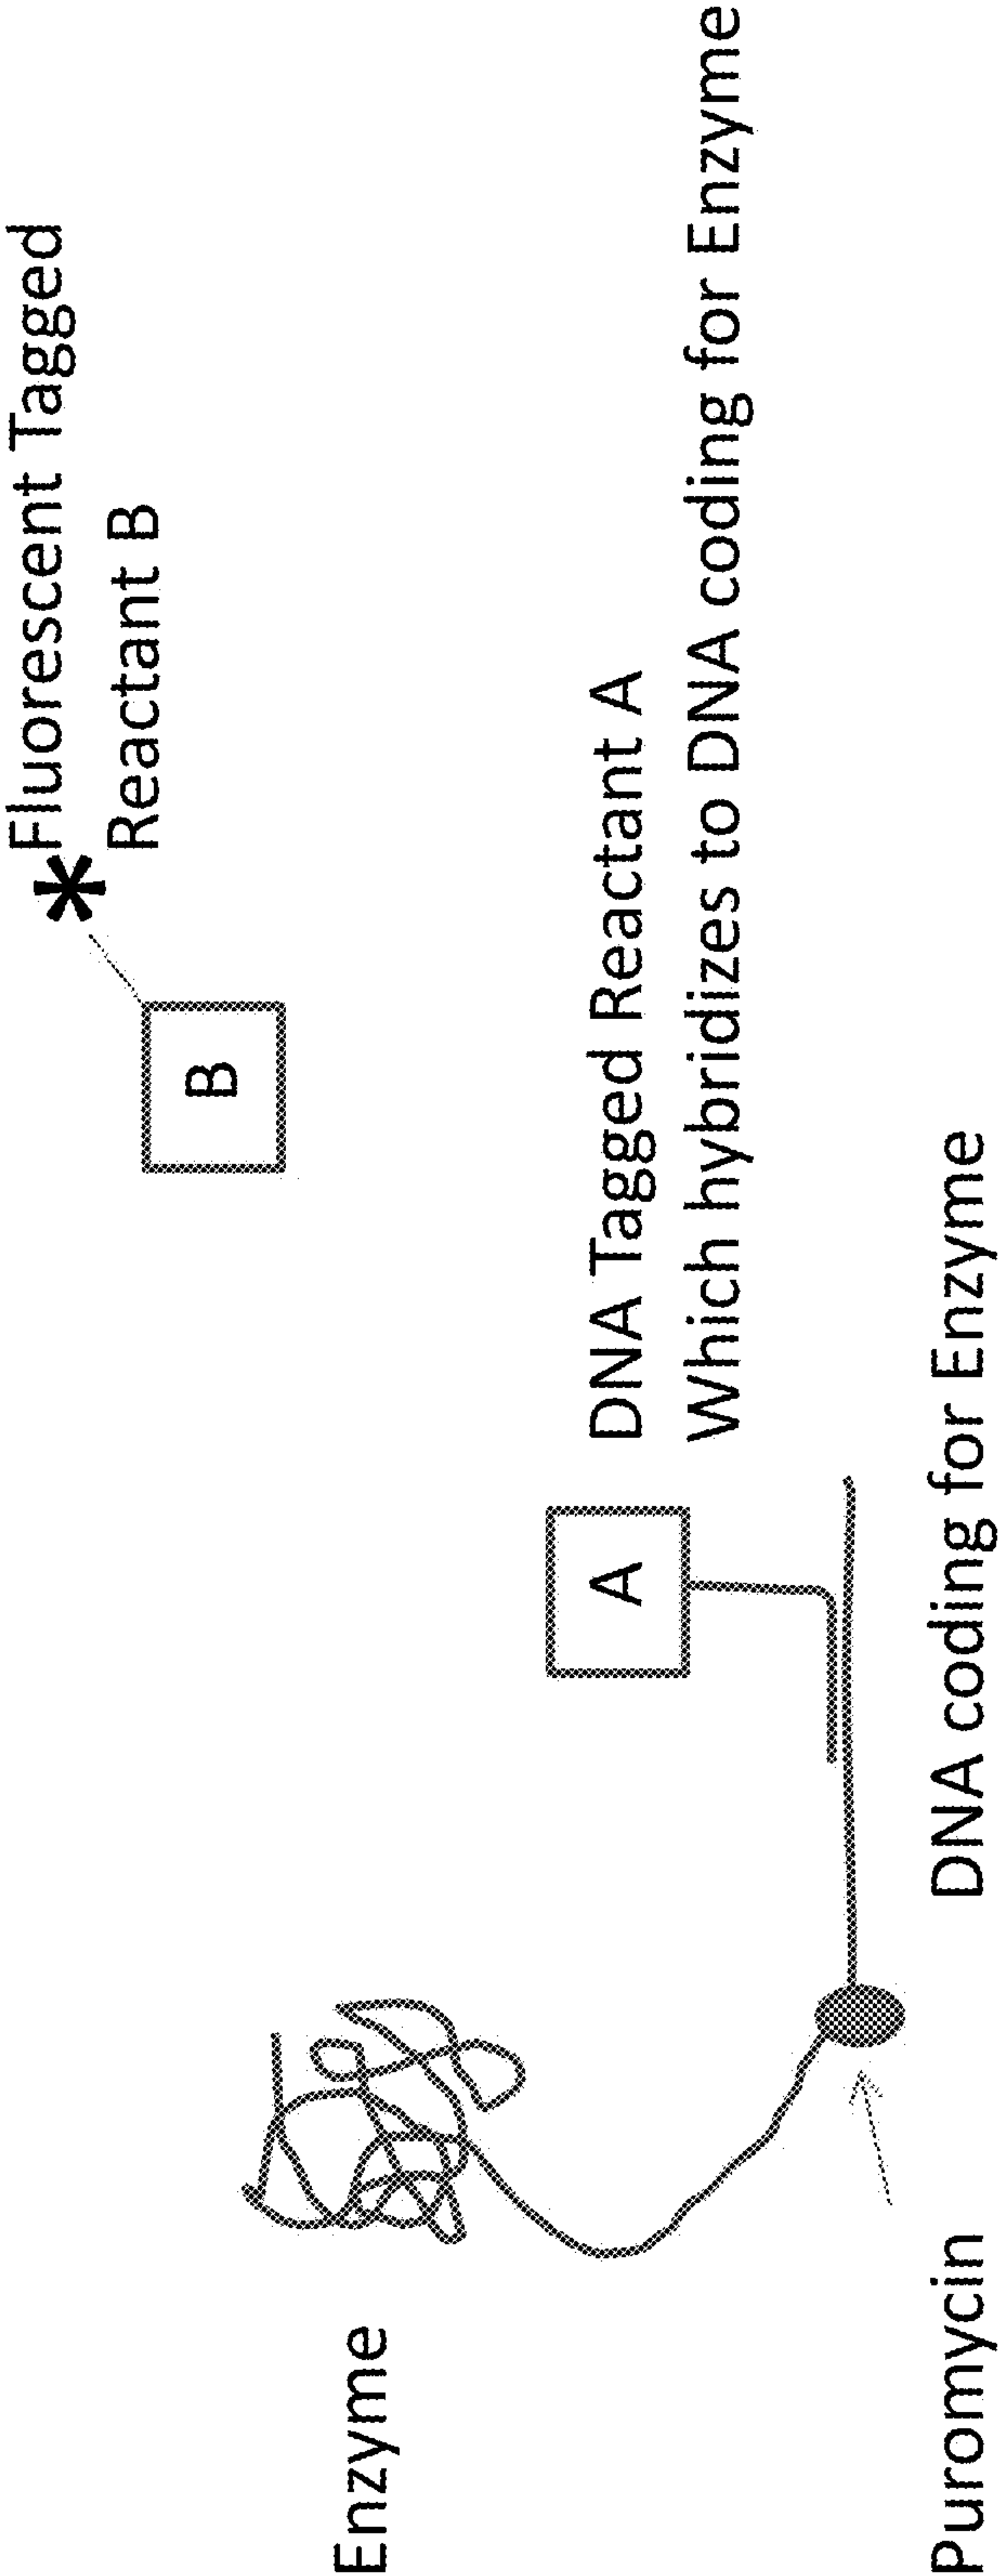 Fluorescent Tagged
Reactant B
*
B
Enzyme
A
DNA Tagged Reactant A
Which hybridizes to DNA coding for Enzyme
Puromycin
DNA coding for Enzyme